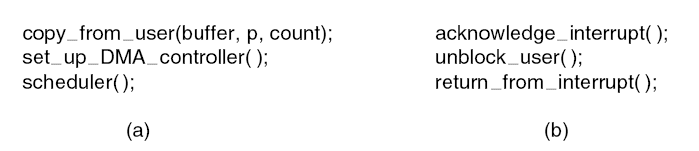 copy_from_user(buffer, p, count);
set_up_DMA_controller( );
scheduler( );
(a)
acknowledge_interrupt( );
unblock_user( );
return_from_interrupt( );
(b)